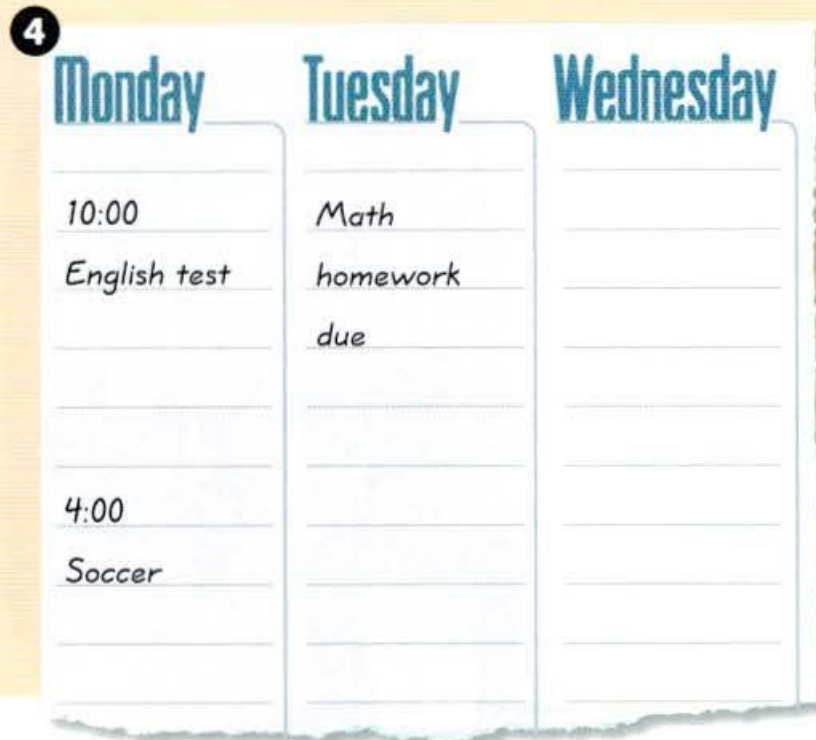 4
Monday
10:00
English test
4:00
Soccer
Tuesday
Math
homework
due
Wednesday